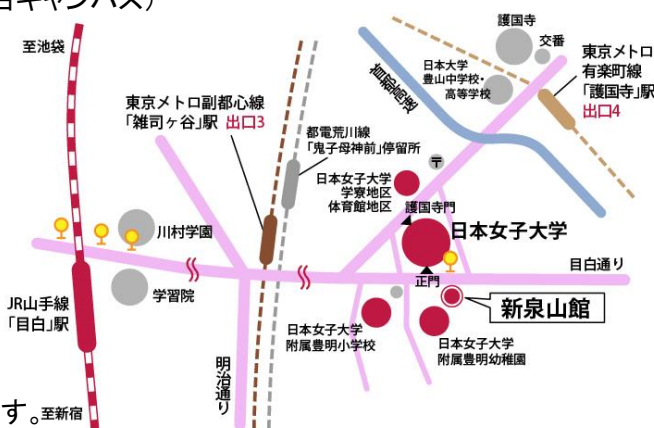 白キャンパス）
至池袋
東京メトロ副都心線
「雑司ヶ谷」駅 出口3
都電荒川線
「鬼子母神前」停留所
首都高速
護国寺
交番
日本大学
豊山中学校・
高等学校
東京メトロ
有楽町線
「護国寺」駅
出口4
〒
日本女子大学
学寮地区
体育館地区
護国寺門
日本女子大学
川村学園
学習院
目白通り
正門
JR山手線
「目白」駅
新泉山館
日本女子大学
附属豊明小学校
日本女子大学
附属豊明幼稚園
明治通り
す。
至新宿